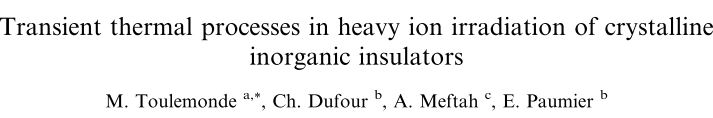 Transient thermal processes in heavy ion irradiation of crystalline
inorganic insulators
M. Toulemonde a,*, Ch. Dufour b, A. Meftah c, E. Paumier b